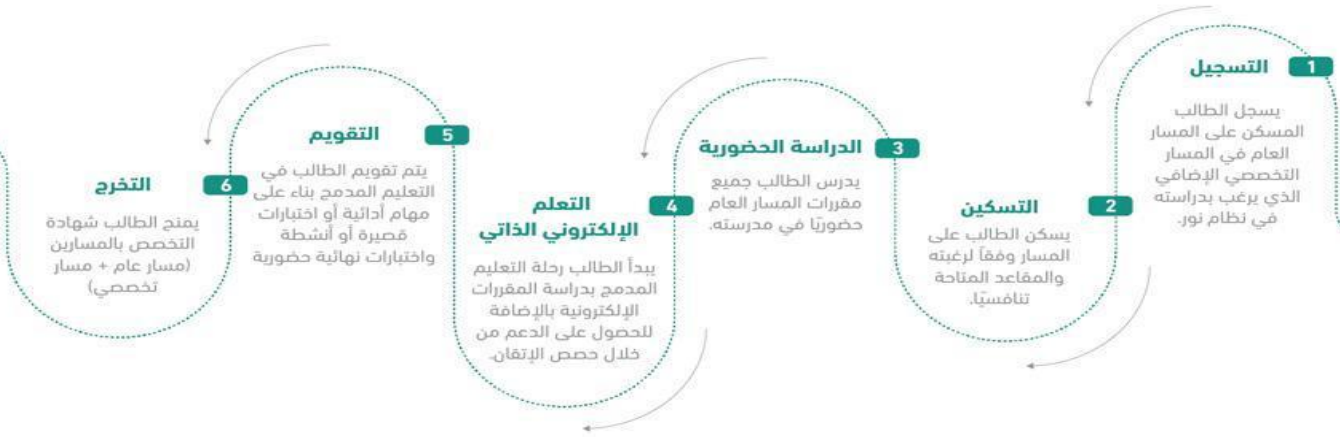 1 التسجيل
يسجل الطالب
المسكن على المسار
العام في المسار
التخصصي الإضافي
الذي يرغب بدراسته
في نظام نور.
2 التسكين
يسكن الطالب على
المسار وفقاً لرغبته
والمقاعد المتاحة
تنافسيًا.
3 الدراسة الحضورية
يدرس الطالب جميع
مقررات المسار العام
حضوريًا في مدرسته.
4 التعلم
الإلكتروني الذاتي
يبدأ الطالب رحلة التعليم
المدمج بدراسة المقررات
الإلكترونية بالإضافة
للحصول على الدعم من
خلال حصص الإتقان.
5 التقويم
يتم تقويم الطالب في
التعليم المدمج بناء على
مهام أدائية أو اختبارات
قصيرة أو أنشطة
واختبارات نهائية حضورية
6 التخرج
يمنح الطالب شهادة
التخصص بالمسارين
(مسار عام + مسار
تخصصي)